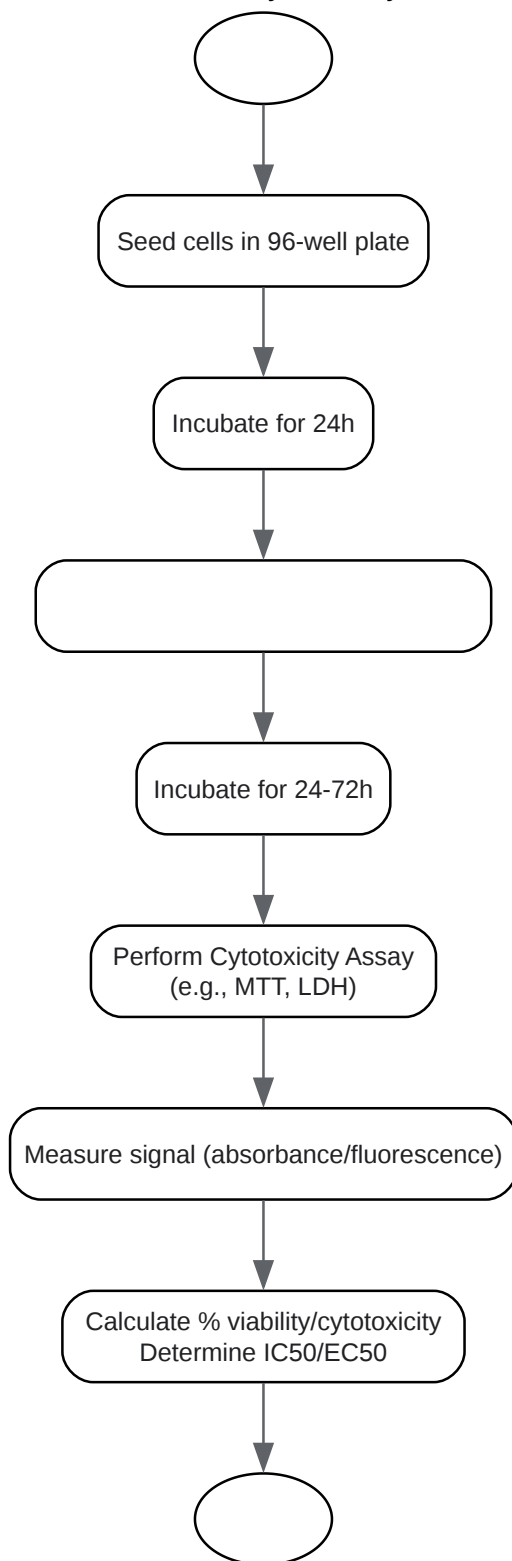 Seed cells in 96-well plate
Incubate for 24h
Incubate for 24-72h
Perform Cytotoxicity Assay
(e.g., MTT, LDH)
Measure signal (absorbance/fluorescence)
Calculate % viability/cytotoxicity
Determine IC50/EC50